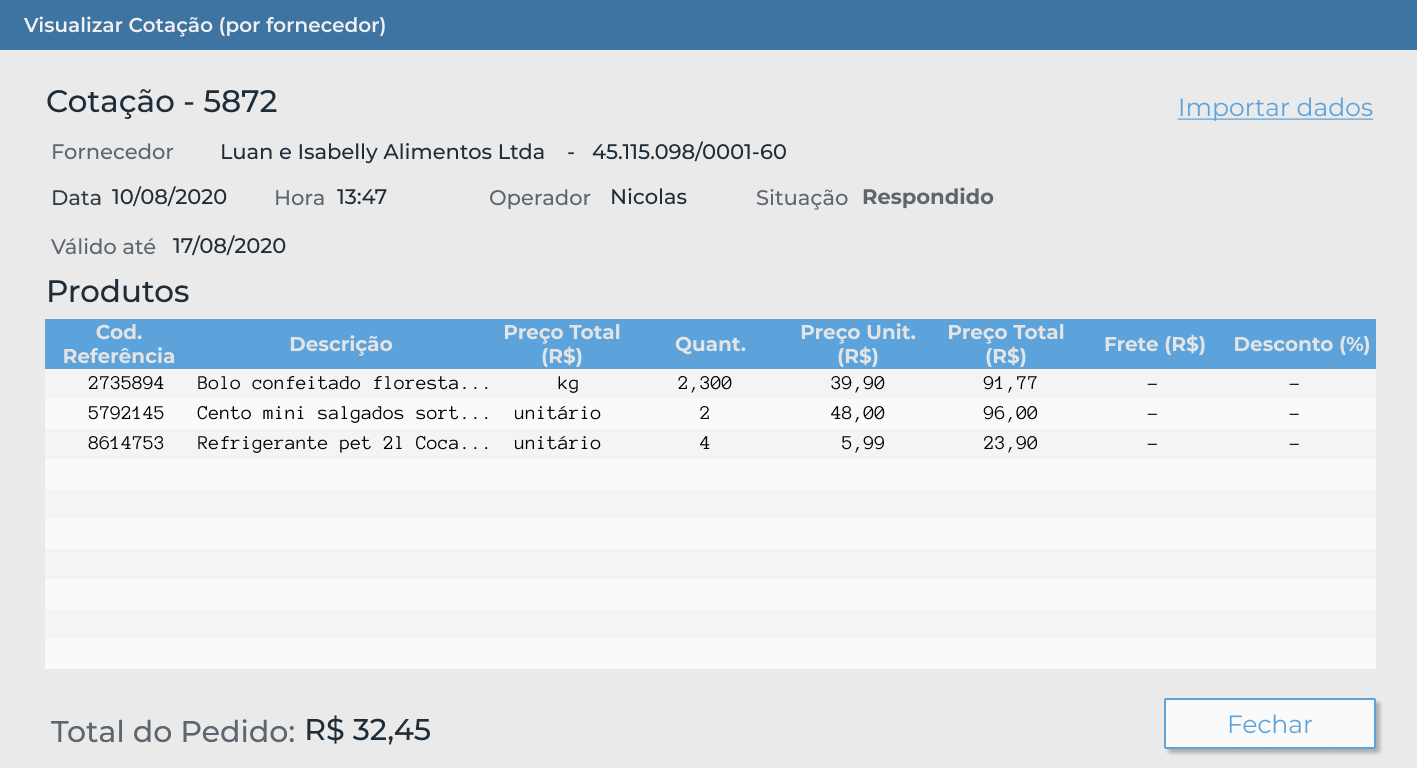 Visualizar Cotação (por fornecedor)
Cotação - 5872
Importar dados
Fornecedor Luan e Isabelly Alimentos Ltda - 45.115.098/0001-60
Data 10/08/2020 Hora 13:47 Operador Nicolas Situação Respondido
Válido até 17/08/2020
Produtos
Cod. Referência Descrição Preço Total (R$) Quant. Preço Unit. (R$) Preço Total (R$) Frete (R$) Desconto (%)
2735894 Bolo confeitado floresta... kg 2,300 39,90 91,77 – –
5792145 Cento mini salgados sort... unitário 2 48,00 96,00 – –
8614753 Refrigerante pet 2l Coca... unitário 4 5,99 23,90 – –
Total do Pedido: R$ 32,45
Fechar